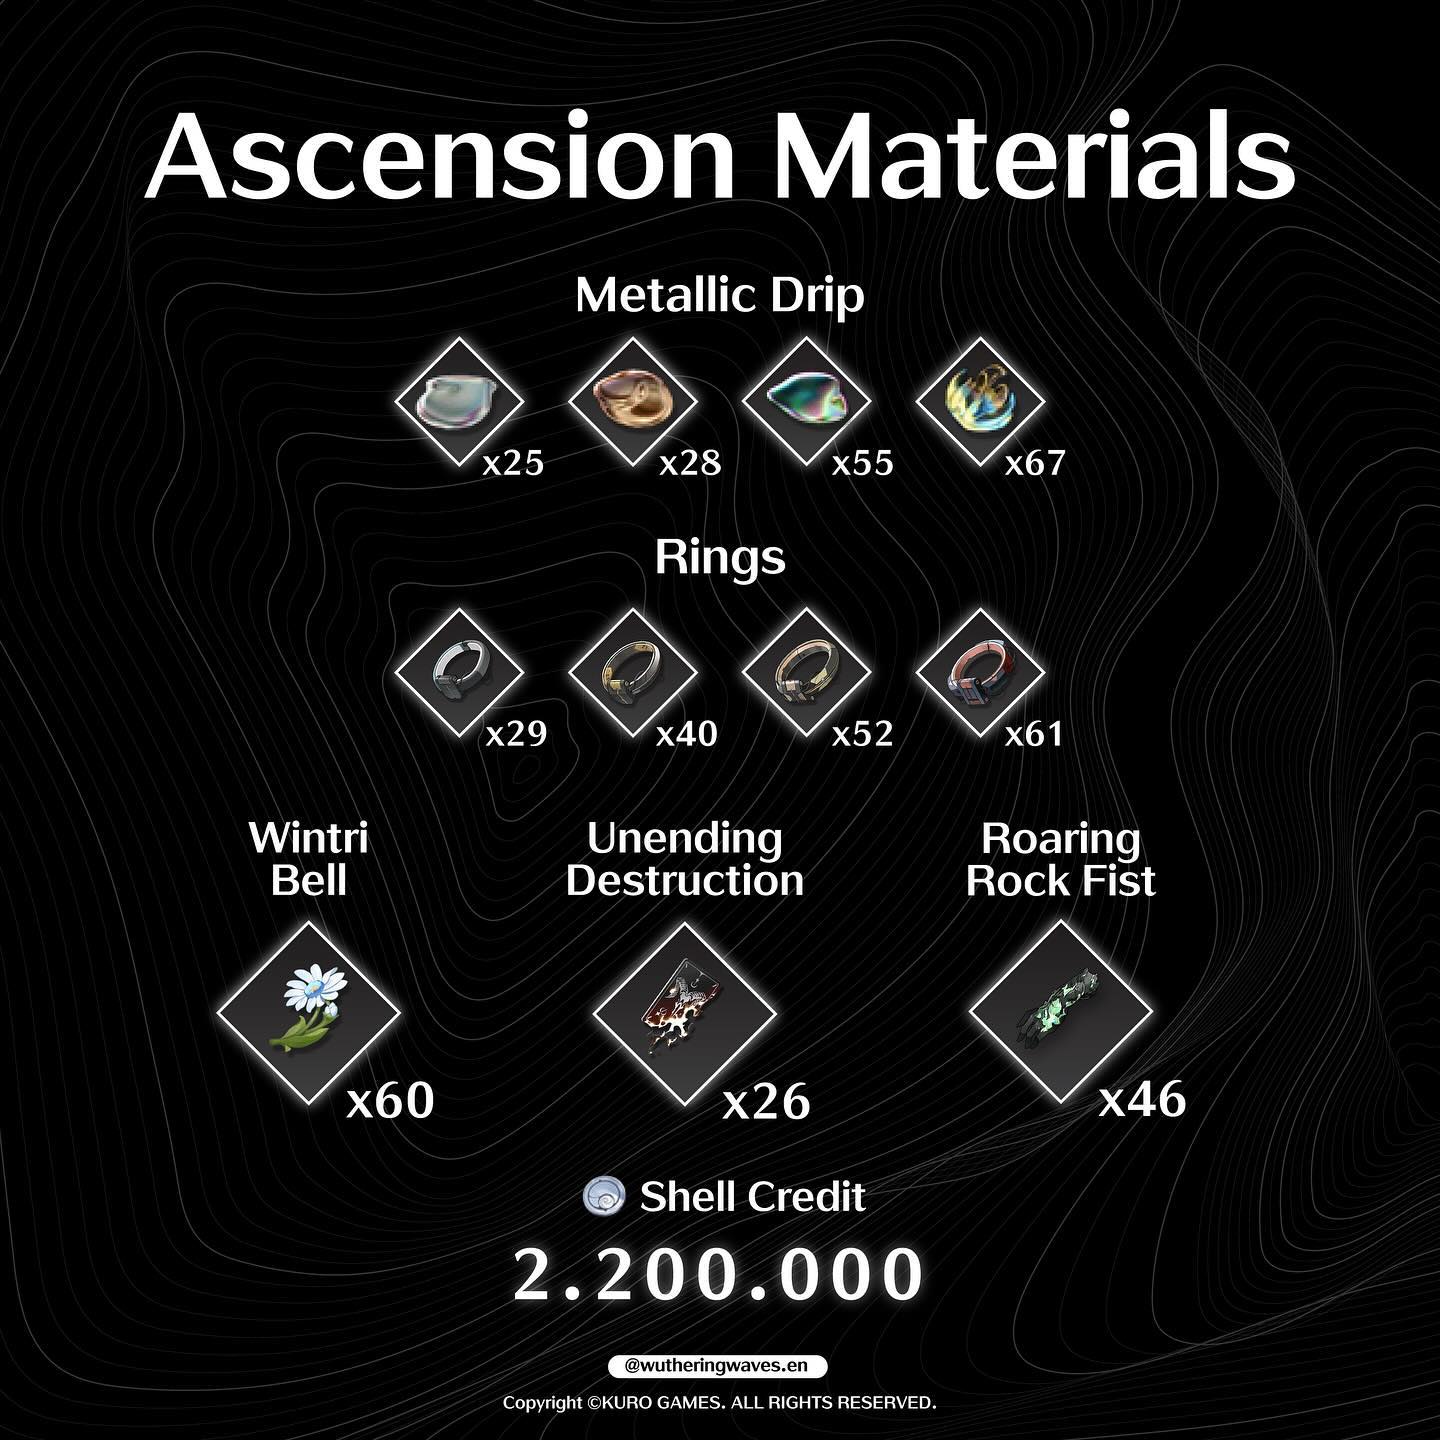 Ascension Materials
Metallic Drip
x25 x28 x55 x67
Rings
x29 x40 x52 x61
Wintri
Bell
x60
Unending
Destruction
x26
Roaring
Rock Fist
x46
Shell Credit
2.200.000
@wutheringwaves.en
Copyright ©KURO GAMES. ALL RIGHTS RESERVED.